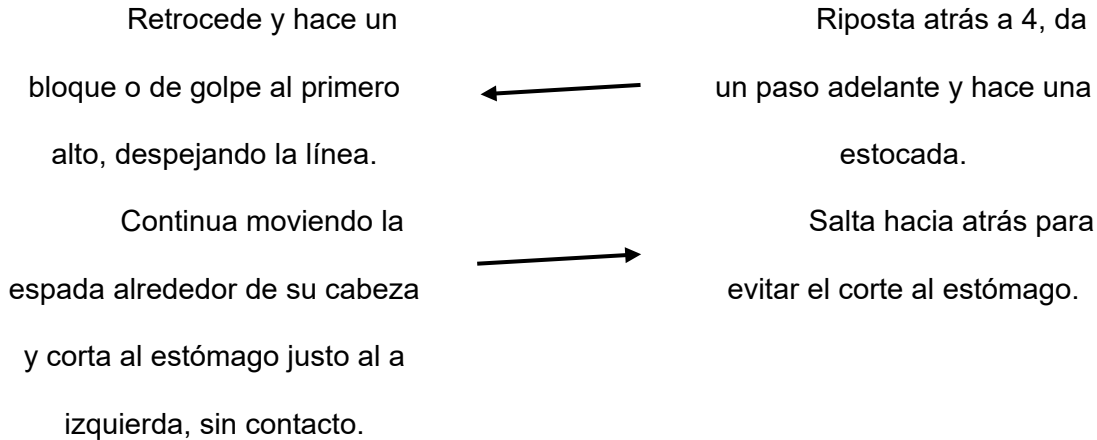 Retrocede y hace un
bloque o de golpe al primero
alto, despejando la línea.
Riposta atrás a 4, da
un paso adelante y hace una
estocada.
Continua moviendo la
espada alrededor de su cabeza
y corta al estómago justo al a
izquierda, sin contacto.
Salta hacia atrás para
evitar el corte al estómago.